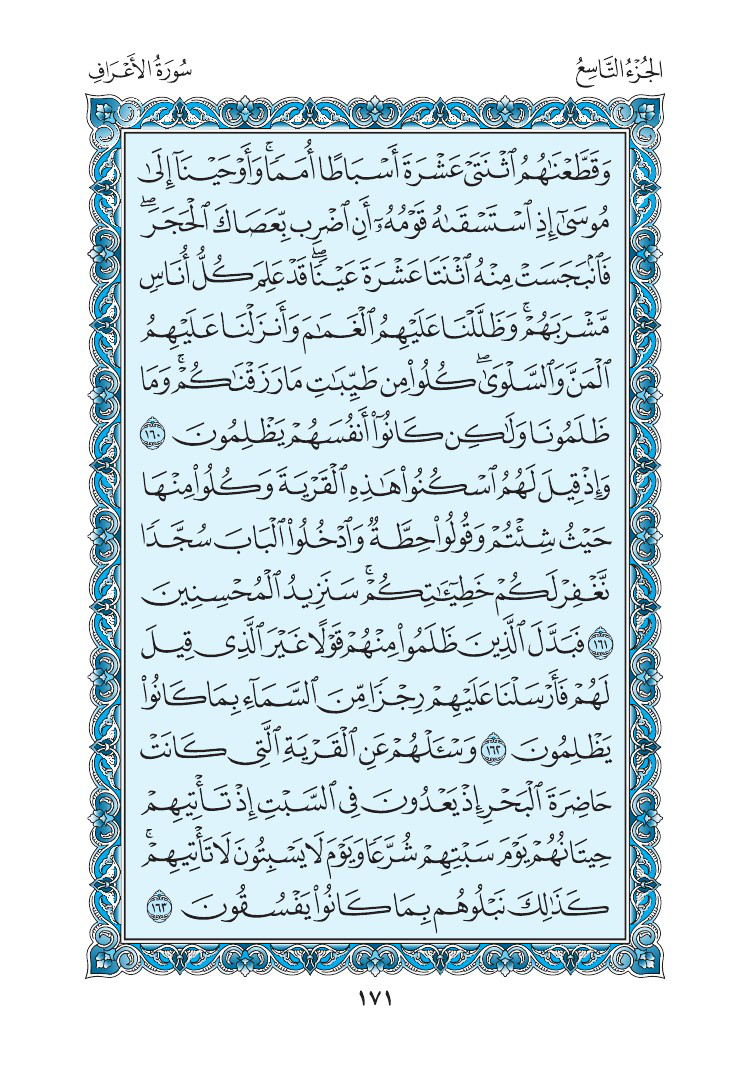 الجُزْءُ التَّاسِعُ
سُورَةُ الأَعْرَافِ
وَقَطَّعْنَٰهُمُ ٱثْنَتَىْ عَشْرَةَ أَسْبَاطًا أُمَمًۭا ۚ وَأَوْحَيْنَآ إِلَىٰ
مُوسَىٰٓ إِذِ ٱسْتَسْقَىٰهُ قَوْمُهُۥٓ أَنِ ٱضْرِب بِّعَصَاكَ ٱلْحَجَرَ ۖ
فَٱنۢبَجَسَتْ مِنْهُ ٱثْنَتَا عَشْرَةَ عَيْنًۭا ۖ قَدْ عَلِمَ كُلُّ أُنَاسٍۢ
مَّشْرَبَهُمْ ۚ وَظَلَّلْنَا عَلَيْهِمُ ٱلْغَمَٰمَ وَأَنزَلْنَا عَلَيْهِمُ
ٱلْمَنَّ وَٱلسَّلْوَىٰ ۖ كُلُوا۟ مِن طَيِّبَٰتِ مَا رَزَقْنَٰكُمْ ۚ وَمَا
ظَلَمُونَا وَلَٰكِن كَانُوٓا۟ أَنفُسَهُمْ يَظْلِمُونَ ١٦٠
وَإِذْ قِيلَ لَهُمُ ٱسْكُنُوا۟ هَٰذِهِ ٱلْقَرْيَةَ وَكُلُوا۟ مِنْهَا
حَيْثُ شِئْتُمْ وَقُولُوا۟ حِطَّةٌۭ وَٱدْخُلُوا۟ ٱلْبَابَ سُجَّدًۭا
نَّغْفِرْ لَكُمْ خَطِيٓـَٰٔتِكُمْ ۚ سَنَزِيدُ ٱلْمُحْسِنِينَ
١٦١ فَبَدَّلَ ٱلَّذِينَ ظَلَمُوا۟ مِنْهُمْ قَوْلًا غَيْرَ ٱلَّذِى قِيلَ
لَهُمْ فَأَرْسَلْنَا عَلَيْهِمْ رِجْزًۭا مِّنَ ٱلسَّمَآءِ بِمَا كَانُوا۟
يَظْلِمُونَ ١٦٢ وَسْـَٔلْهُمْ عَنِ ٱلْقَرْيَةِ ٱلَّتِى كَانَتْ
حَاضِرَةَ ٱلْبَحْرِ إِذْ يَعْدُونَ فِى ٱلسَّبْتِ إِذْ تَأْتِيهِمْ
حِيتَانُهُمْ يَوْمَ سَبْتِهِمْ شُرَّعًۭا وَيَوْمَ لَا يَسْبِتُونَ لَا تَأْتِيهِمْ ۚ
كَذَٰلِكَ نَبْلُوهُم بِمَا كَانُوا۟ يَفْسُقُونَ ١٦٣
١٧١